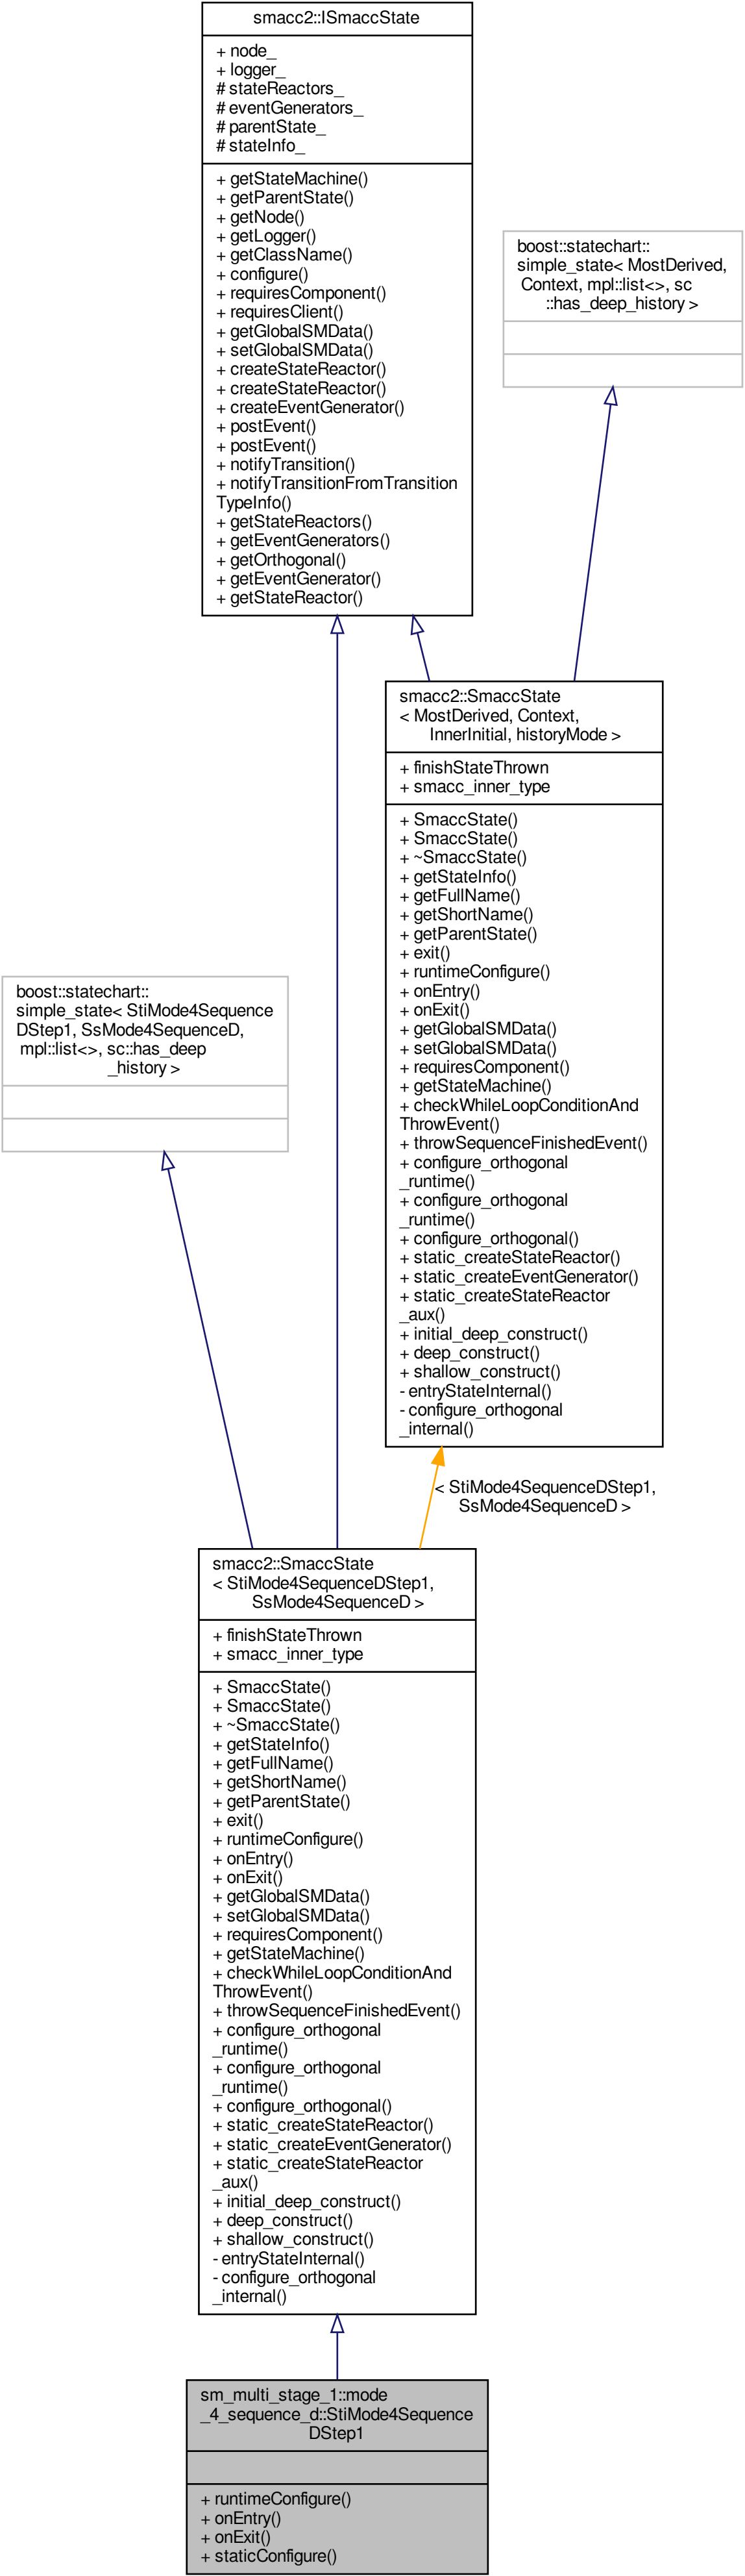 smacc2::ISmaccState
+ node_
+ logger_
# stateReactors_
# eventGenerators_
# parentState_
# stateInfo_
+ getStateMachine()
+ getParentState()
+ getNode()
+ getLogger()
+ getClassName()
+ configure()
+ requiresComponent()
+ requiresClient()
+ getGlobalSMData()
+ setGlobalSMData()
+ createStateReactor()
+ createStateReactor()
+ createEventGenerator()
+ postEvent()
+ postEvent()
+ notifyTransition()
+ notifyTransitionFromTransition
TypeInfo()
+ getStateReactors()
+ getEventGenerators()
+ getOrthogonal()
+ getEventGenerator()
+ getStateReactor()
boost::statechart::
simple_state< MostDerived,
Context, mpl::list<>, sc
::has_deep_history >
smacc2::SmaccState
< MostDerived, Context,
InnerInitial, historyMode >
+ finishStateThrown
+ smacc_inner_type
+ SmaccState()
+ SmaccState()
+ ~SmaccState()
+ getStateInfo()
+ getFullName()
+ getShortName()
+ getParentState()
+ exit()
+ runtimeConfigure()
+ onEntry()
+ onExit()
+ getGlobalSMData()
+ setGlobalSMData()
+ requiresComponent()
+ getStateMachine()
+ checkWhileLoopConditionAnd
ThrowEvent()
+ throwSequenceFinishedEvent()
+ configure_orthogonal
_runtime()
+ configure_orthogonal
_runtime()
+ configure_orthogonal()
+ static_createStateReactor()
+ static_createEventGenerator()
+ static_createStateReactor
_aux()
+ initial_deep_construct()
+ deep_construct()
+ shallow_construct()
- entryStateInternal()
- configure_orthogonal
_internal()
boost::statechart::
simple_state< StiMode4Sequence
DStep1, SsMode4SequenceD,
mpl::list<>, sc::has_deep
_history >
< StiMode4SequenceDStep1,
SsMode4SequenceD >
smacc2::SmaccState
< StiMode4SequenceDStep1,
SsMode4SequenceD >
+ finishStateThrown
+ smacc_inner_type
+ SmaccState()
+ SmaccState()
+ ~SmaccState()
+ getStateInfo()
+ getFullName()
+ getShortName()
+ getParentState()
+ exit()
+ runtimeConfigure()
+ onEntry()
+ onExit()
+ getGlobalSMData()
+ setGlobalSMData()
+ requiresComponent()
+ getStateMachine()
+ checkWhileLoopConditionAnd
ThrowEvent()
+ throwSequenceFinishedEvent()
+ configure_orthogonal
_runtime()
+ configure_orthogonal
_runtime()
+ configure_orthogonal()
+ static_createStateReactor()
+ static_createEventGenerator()
+ static_createStateReactor
_aux()
+ initial_deep_construct()
+ deep_construct()
+ shallow_construct()
- entryStateInternal()
- configure_orthogonal
_internal()
sm_multi_stage_1::mode
_4_sequence_d::StiMode4Sequence
DStep1
+ runtimeConfigure()
+ onEntry()
+ onExit()
+ staticConfigure()